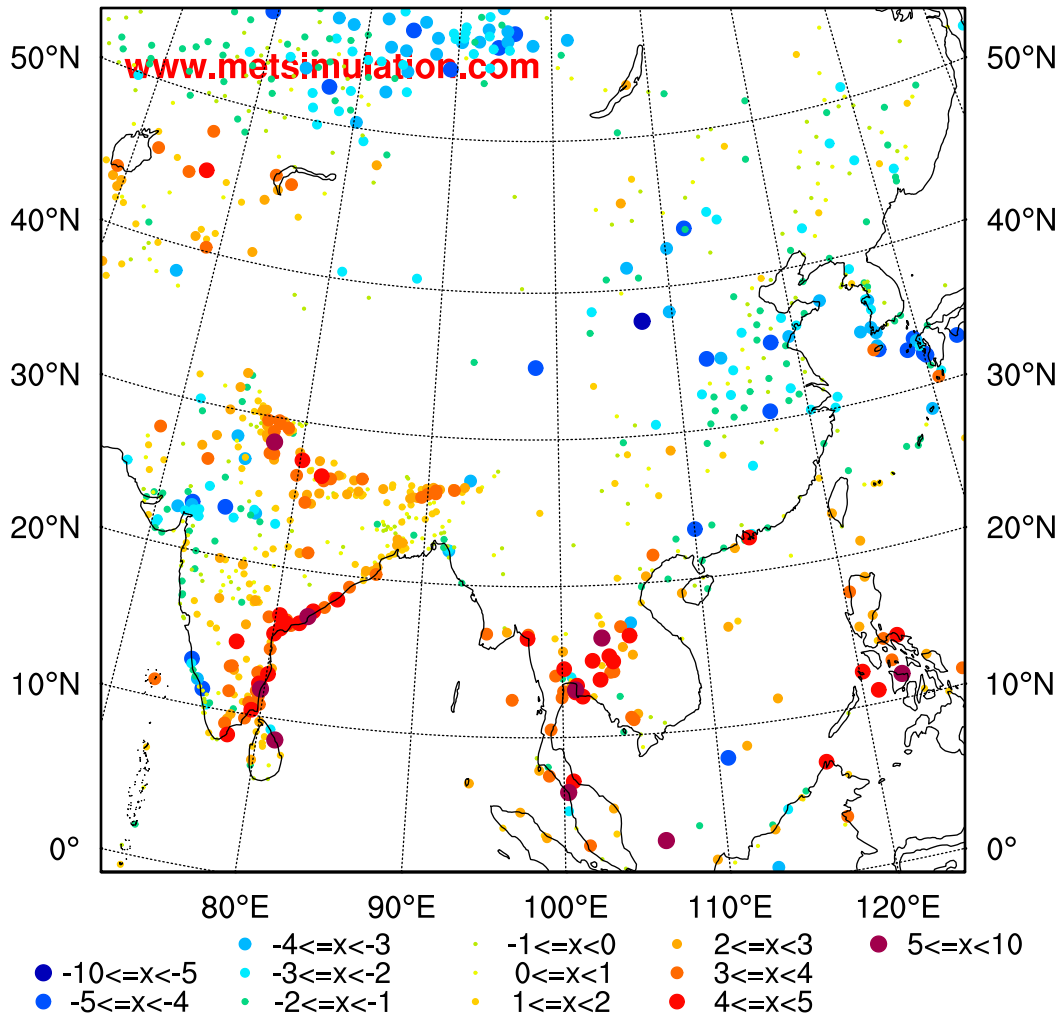 50°N 50°N
www.metsimulation.com
40°N 40°N
30°N 30°N
20°N 20°N
10°N 10°N
0° 0°
80°E 90°E 100°E 110°E 120°E
-4<=x<-3 -1<=x<0 2<=x<3 5<=x<10
-10<=x<-5 -3<=x<-2 0<=x<1 3<=x<4
-5<=x<-4 -2<=x<-1 1<=x<2 4<=x<5